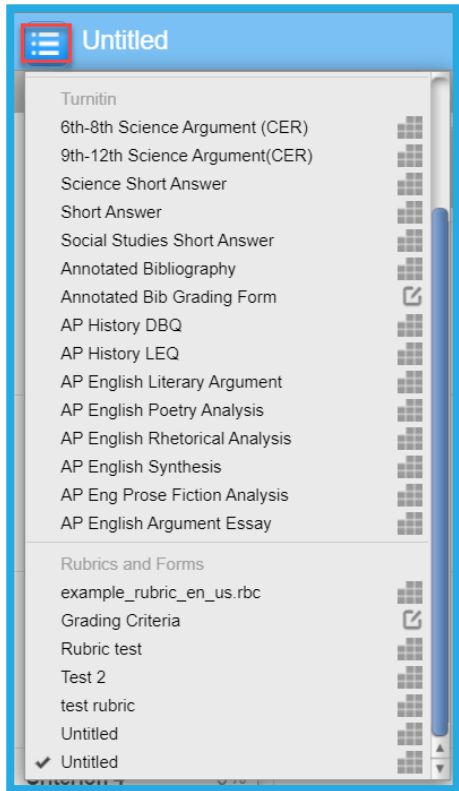 Untitled
Turnitin
6th-8th Science Argument (CER)
9th-12th Science Argument(CER)
Science Short Answer
Short Answer
Social Studies Short Answer
Annotated Bibliography
Annotated Bib Grading Form
AP History DBQ
AP History LEQ
AP English Literary Argument
AP English Poetry Analysis
AP English Rhetorical Analysis
AP English Synthesis
AP Eng Prose Fiction Analysis
AP English Argument Essay
Rubrics and Forms
example_rubric_en_us.rbc
Grading Criteria
Rubric test
Test 2
test rubric
Untitled
Untitled